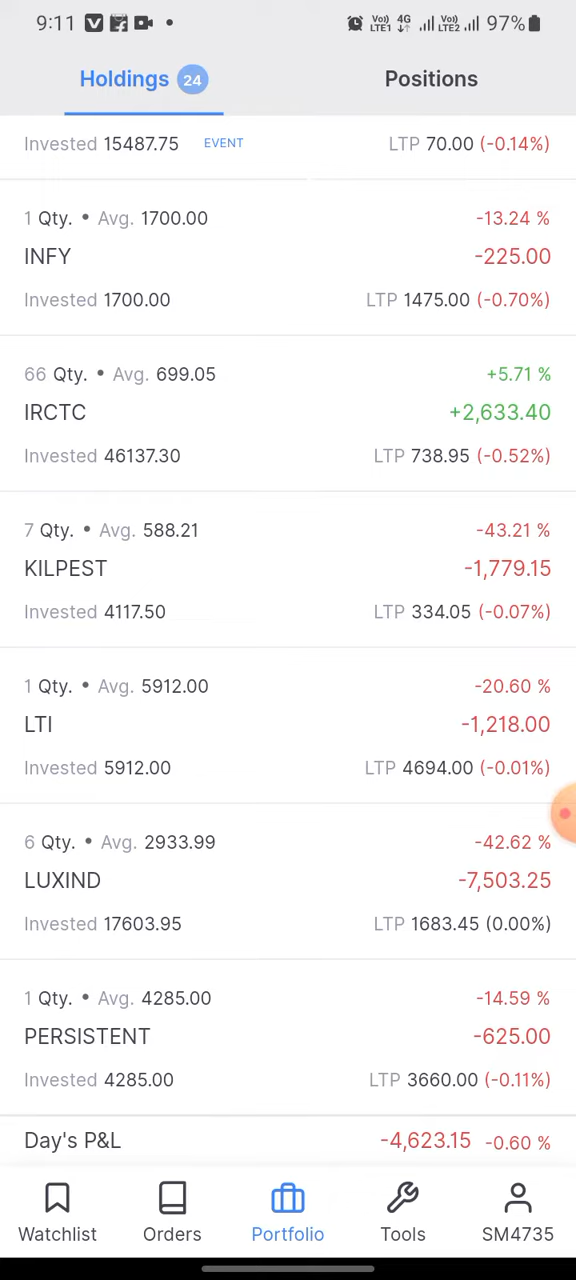 9:11 Vo)) LTE1 4G Vo)) LTE2 97%
Holdings 24 Positions
Invested 15487.75 EVENT LTP 70.00 (-0.14%)
1 Qty. • Avg. 1700.00 -13.24 %
INFY -225.00
Invested 1700.00 LTP 1475.00 (-0.70%)
66 Qty. • Avg. 699.05 +5.71 %
IRCTC +2,633.40
Invested 46137.30 LTP 738.95 (-0.52%)
7 Qty. • Avg. 588.21 -43.21 %
KILPEST -1,779.15
Invested 4117.50 LTP 334.05 (-0.07%)
1 Qty. • Avg. 5912.00 -20.60 %
LTI -1,218.00
Invested 5912.00 LTP 4694.00 (-0.01%)
6 Qty. • Avg. 2933.99 -42.62 %
LUXIND -7,503.25
Invested 17603.95 LTP 1683.45 (0.00%)
1 Qty. • Avg. 4285.00 -14.59 %
PERSISTENT -625.00
Invested 4285.00 LTP 3660.00 (-0.11%)
Day's P&L -4,623.15 -0.60 %
Watchlist Orders Portfolio Tools SM4735